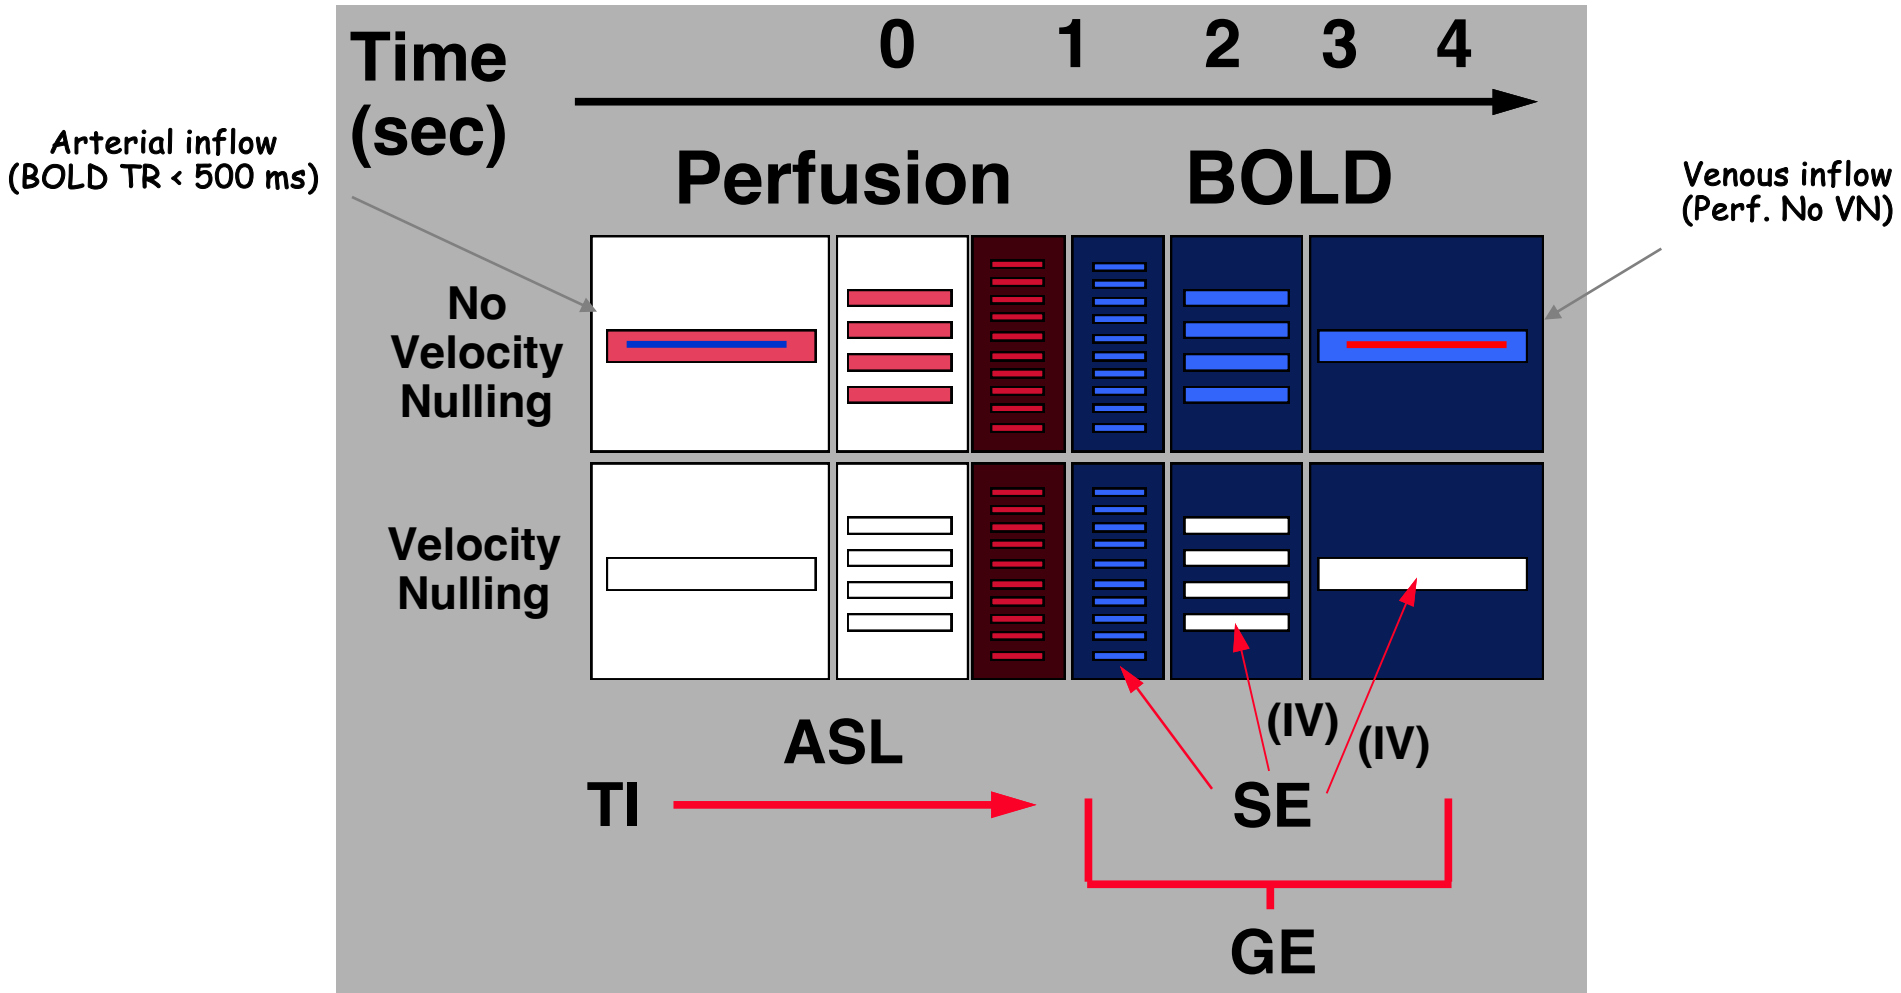 Time
(sec)
0 1 2 3 4
Arterial inflow
(BOLD TR < 500 ms)
Perfusion
BOLD
Venous inflow
(Perf. No VN)
No
Velocity
Nulling
Velocity
Nulling
ASL
(IV)
(IV)
TI
SE
GE